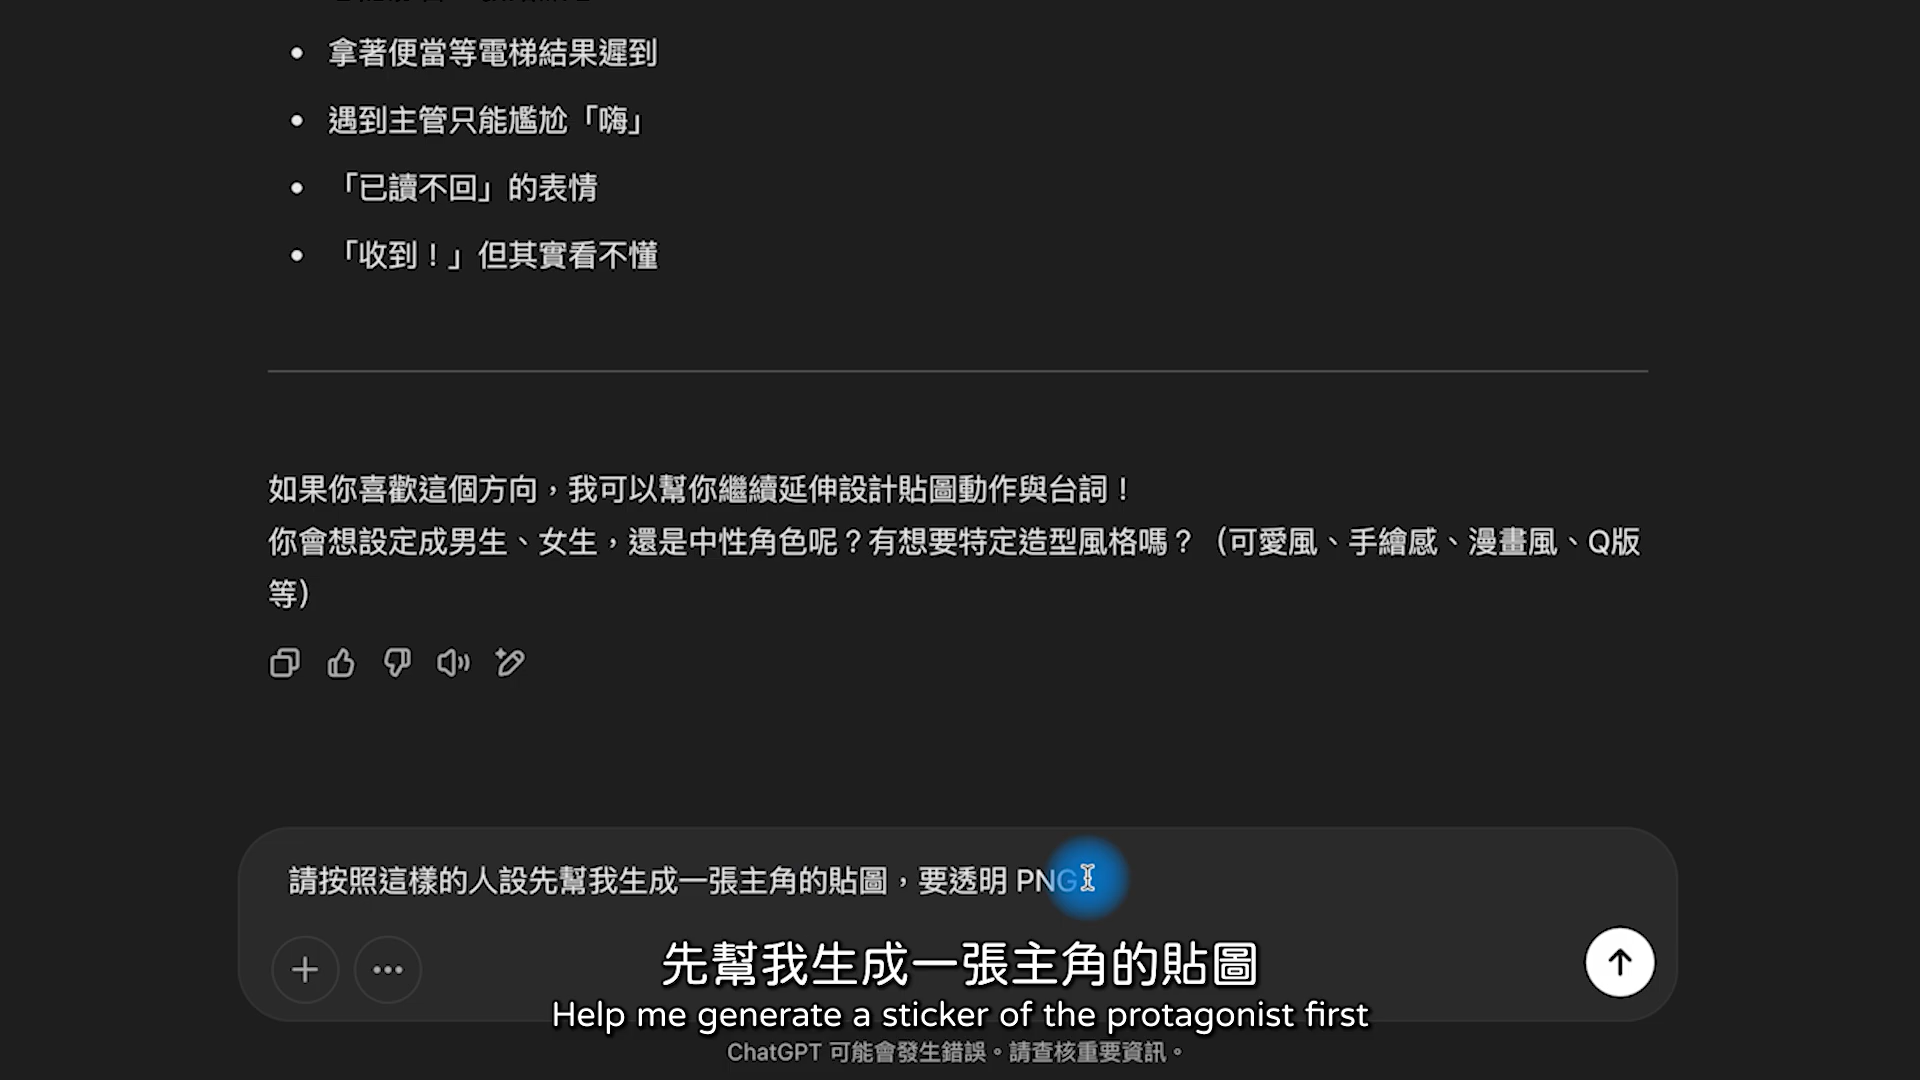 拿著便當等電梯結果遲到
遇到主管只能尷尬「嗨」
「已讀不回」的表情
「收到！」但其實看不懂
如果你喜歡這個方向，我可以幫你繼續延伸設計貼圖動作與台詞！
你會想設定成男生、女生，還是中性角色呢？有想要特定造型風格嗎？（可愛風、手繪感、漫畫風、Q版
等）
請按照這樣的人設先幫我生成一張主角的貼圖，要透明 PNG
先幫我生成一張主角的貼圖
Help me generate a sticker of the protagonist first
ChatGPT 可能會發生錯誤。請查核重要資訊。